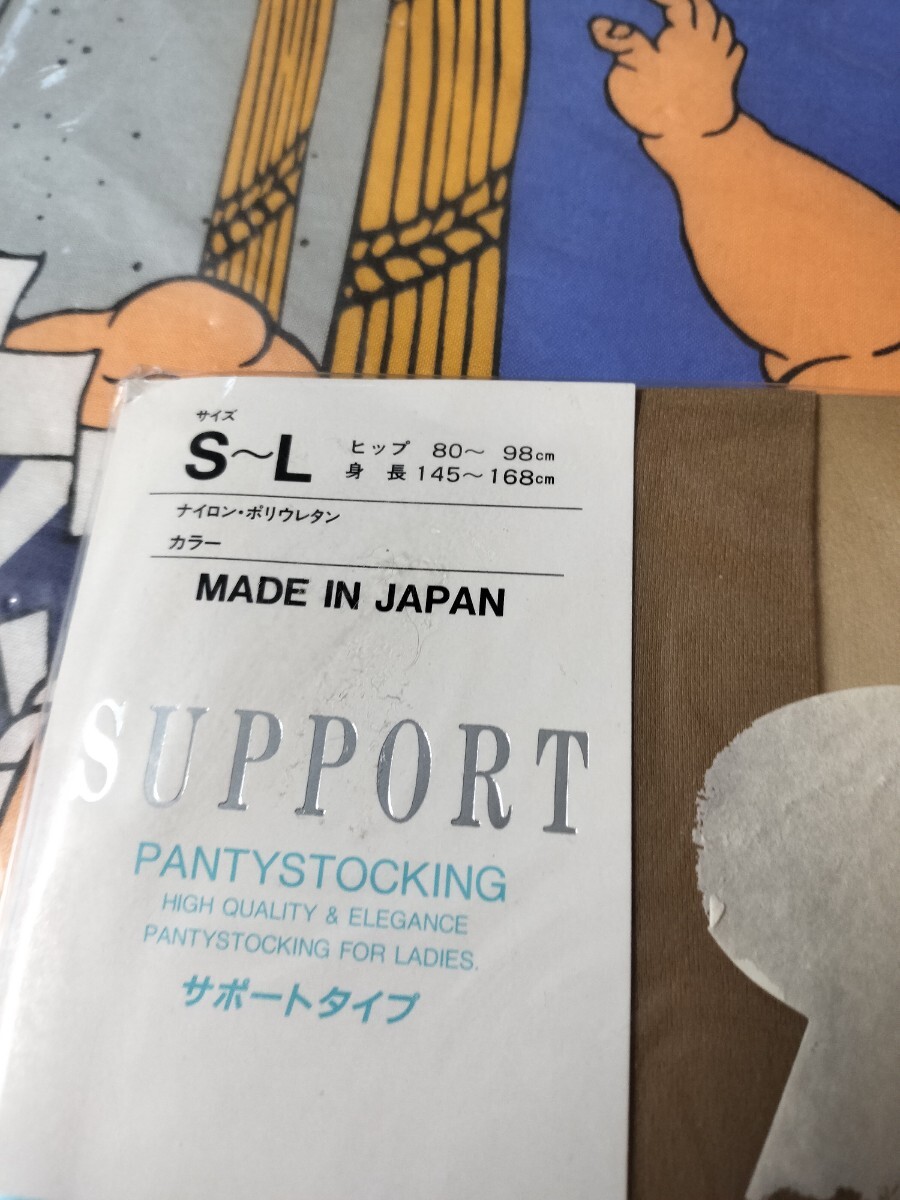 サイズ
S～L
ヒップ 80～ 98cm
身 長 145～168cm
ナイロン・ポリウレタン
カラー
MADE IN JAPAN
SUPPORT
PANTYSTOCKING
HIGH QUALITY & ELEGANCE
PANTYSTOCKING FOR LADIES.
サポートタイプ